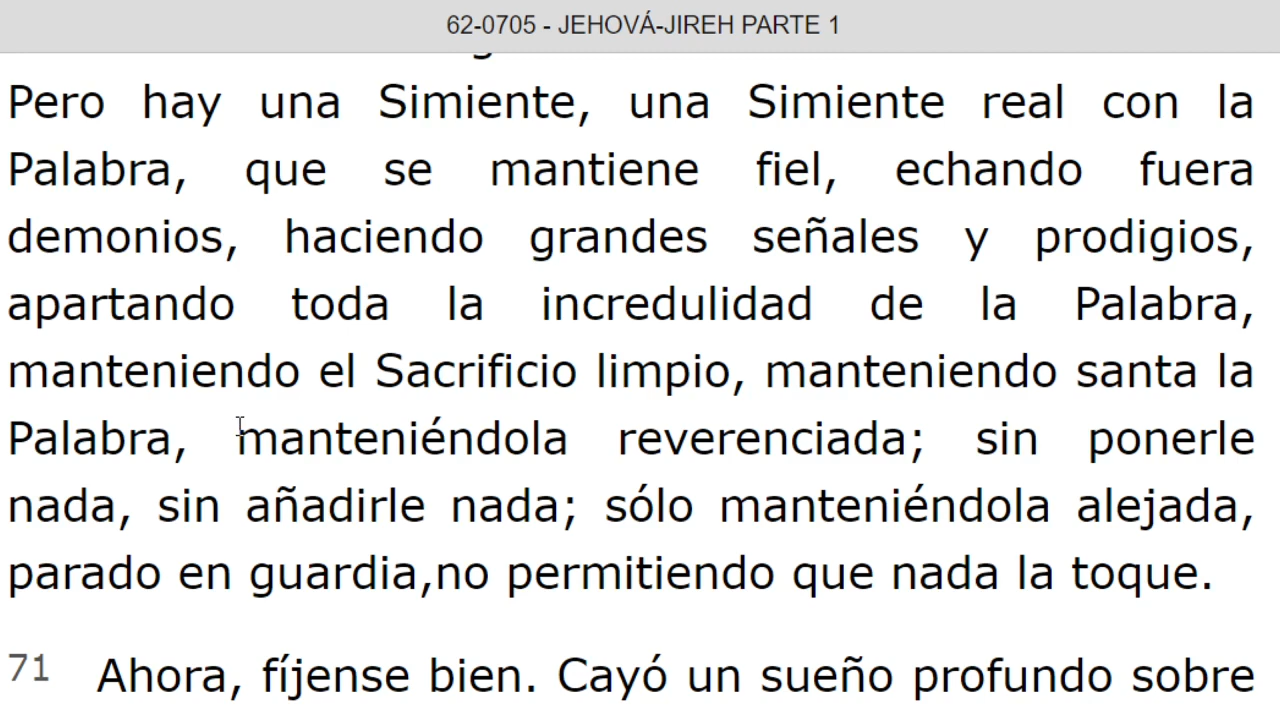 62-0705 - JEHOVÁ-JIREH PARTE 1
Pero hay una Simiente, una Simiente real con la
Palabra, que se mantiene fiel, echando fuera
demonios, haciendo grandes señales y prodigios,
apartando toda la incredulidad de la Palabra,
manteniendo el Sacrificio limpio, manteniendo santa la
Palabra, manteniéndola reverenciada; sin ponerle
nada, sin añadirle nada; sólo manteniéndola alejada,
parado en guardia,no permitiendo que nada la toque.
71 Ahora, fíjense bien. Cayó un sueño profundo sobre